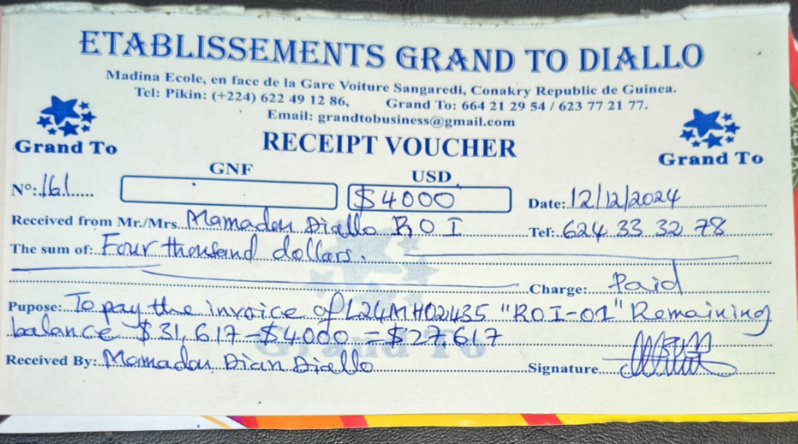 ETABLISSEMENTS GRAND TO DIALLO
Madina Ecole, en face de la Gare Voiture Sangaredi, Conakry Republic de Guinea.
Tel: Pikin: (+224) 622 49 12 86, Grand To: 664 21 29 54 / 623 77 21 77.
Email: grandtobusiness@gmail.com
Grand To RECEIPT VOUCHER Grand To
GNF USD
N°: 161 $4000 Date: 12/12/2024
Received from Mr./Mrs. Mamadou Diallo ROI Tel: 624 33 32 78
The sum of: Four thousand dollars.
Charge: Paid
Pupose: To pay the invoice of L24MH02435 "ROI-01" Remaining
balance $31,617-$4000=$27,617
Grand To
Received By: Mamadou Dian Diallo Signature